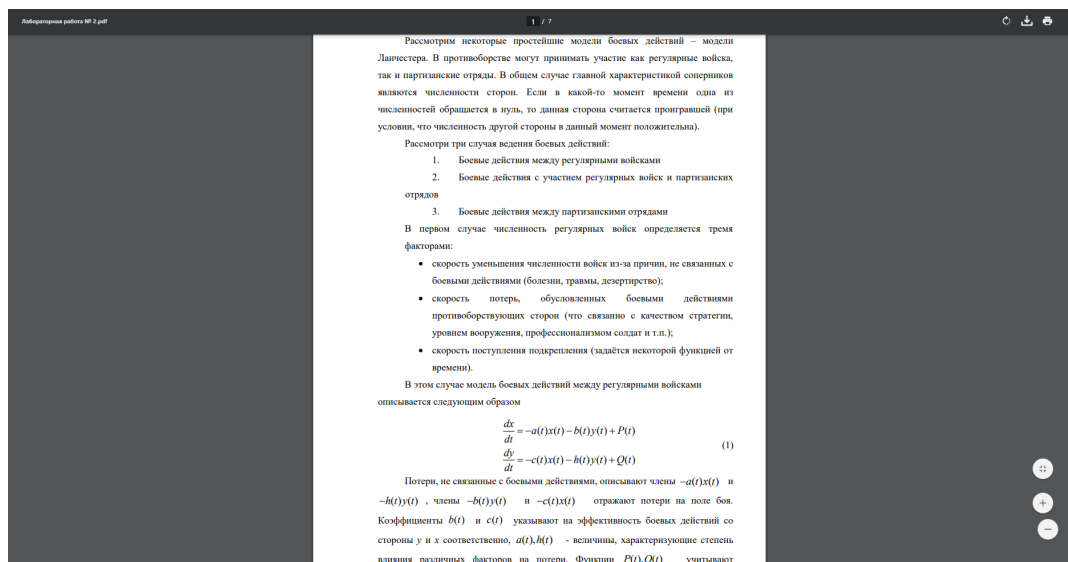 Лабораторная работа № 2.pdf
1 / 7
Рассмотрим некоторые простейшие модели боевых действий – модели
Ланчестера. В противоборстве могут принимать участие как регулярные войска,
так и партизанские отряды. В общем случае главной характеристикой соперников
являются численности сторон. Если в какой-то момент времени одна из
численностей обращается в нуль, то данная сторона считается проигравшей (при
условии, что численность другой стороны в данный момент положительна).
Рассмотри три случая ведения боевых действий:
1. Боевые действия между регулярными войсками
2. Боевые действия с участием регулярных войск и партизанских
отрядов
3. Боевые действия между партизанскими отрядами
В первом случае численность регулярных войск определяется тремя
факторами:
• скорость уменьшения численности войск из-за причин, не связанных с
боевыми действиями (болезни, травмы, дезертирство);
• скорость потерь, обусловленных боевыми действиями
противоборствующих сторон (что связанно с качеством стратегии,
уровнем вооружения, профессионализмом солдат и т.п.);
• скорость поступления подкрепления (задаётся некоторой функцией от
времени).
В этом случае модель боевых действий между регулярными войсками
описывается следующим образом
dx/dt = −a(t)x(t) − b(t)y(t) + P(t)
(1)
dy/dt = −c(t)x(t) − h(t)y(t) + Q(t)
Потери, не связанные с боевыми действиями, описывают члены −a(t)x(t) и
−h(t)y(t) , члены −b(t)y(t) и −c(t)x(t) отражают потери на поле боя.
Коэффициенты b(t) и c(t) указывают на эффективность боевых действий со
стороны y и x соответственно, a(t),h(t) - величины, характеризующие степень
влияния различных факторов на потери. Функции P(t),Q(t) учитывают